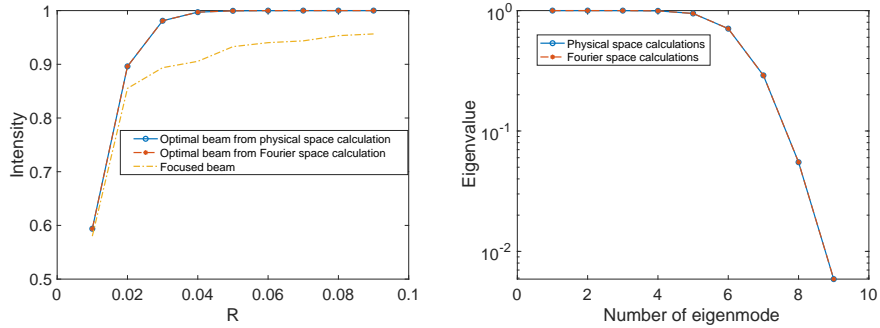 1
0.9
0.8
0.7
0.6
0.5
Intensity
0
0.02
0.04
0.06
0.08
0.1
R
Optimal beam from physical space calculation
Optimal beam from Fourier space calculation
Focused beam
10^0
10^-1
10^-2
Eigenvalue
0
2
4
6
8
10
Number of eigenmode
Physical space calculations
Fourier space calculations